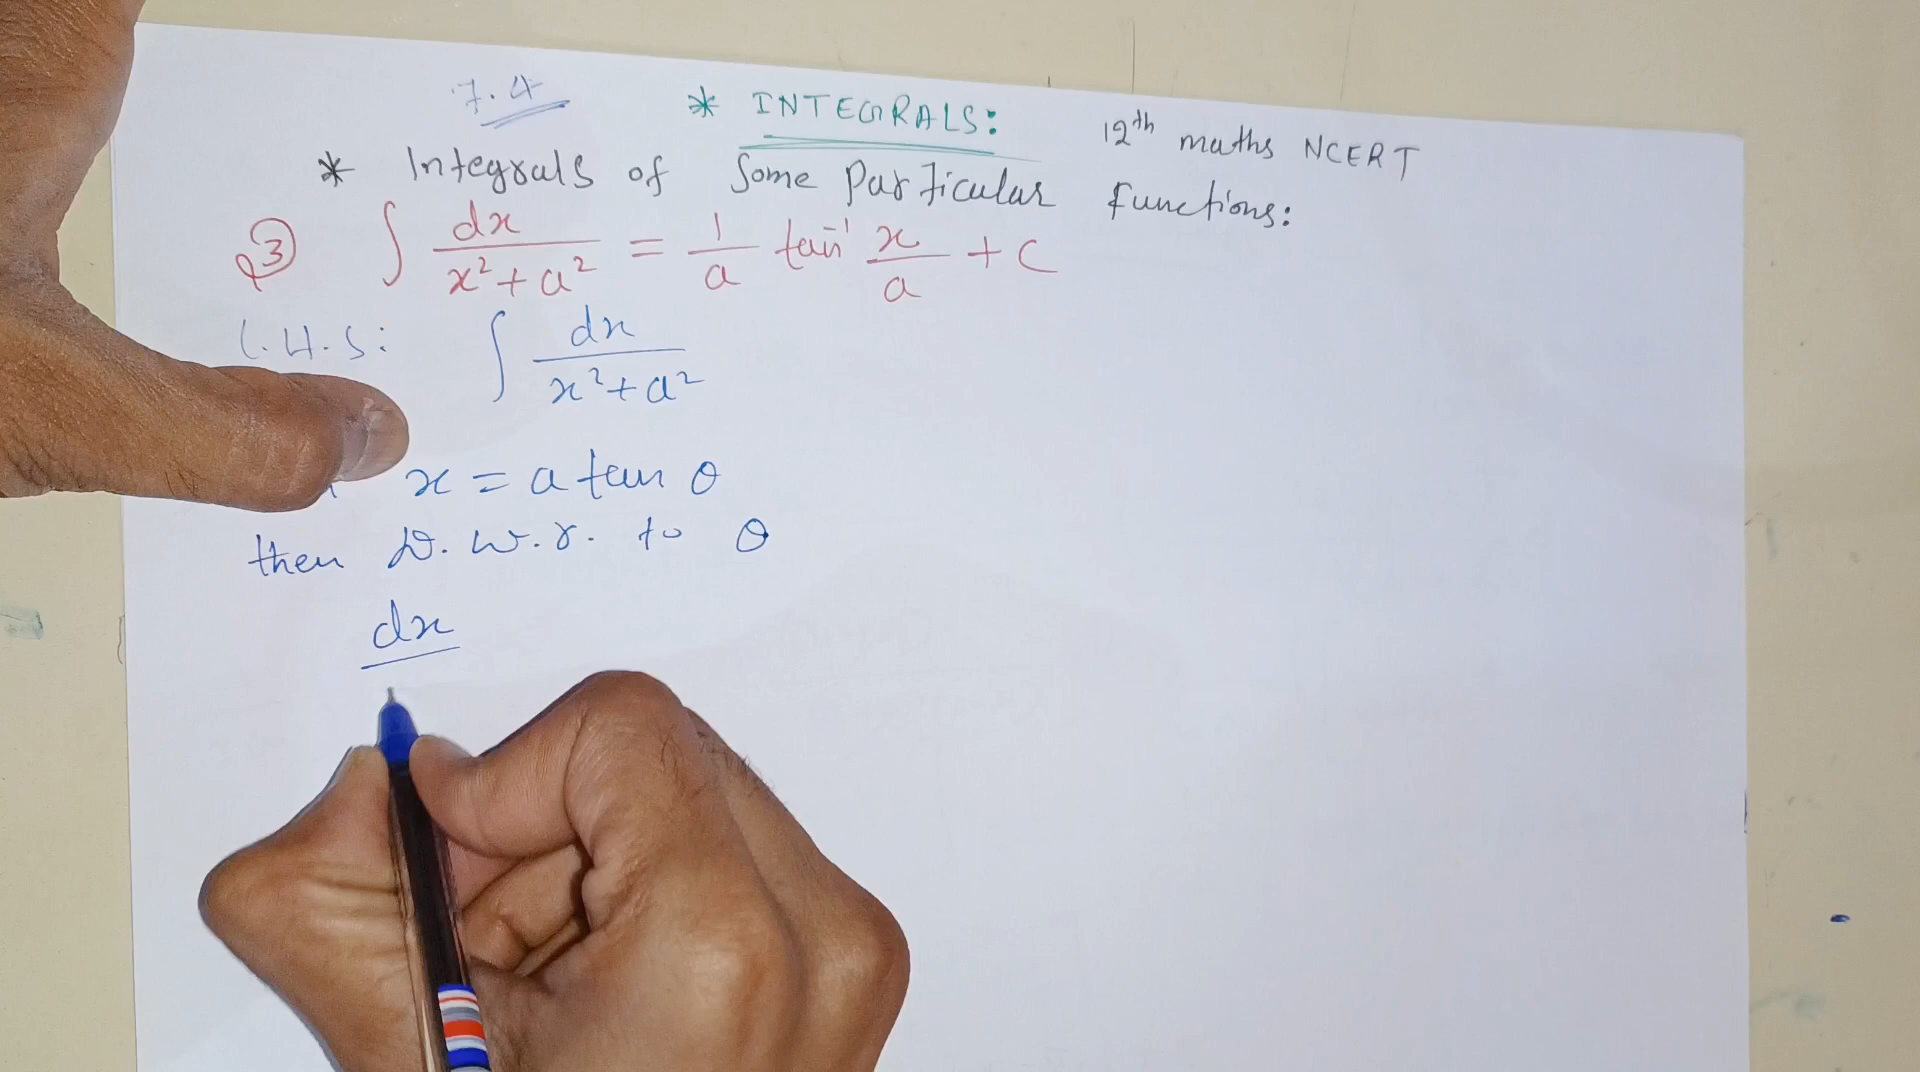 7.4
* INTEGRALS:
12th maths NCERT
* Integrals of Some Particular functions:
Q3 ∫ dx/(x²+a²) = 1/a tan⁻¹ x/a + C
L.H.S: ∫ dx/(x²+a²)
x = a tan θ
then D.w.r. to θ
dx